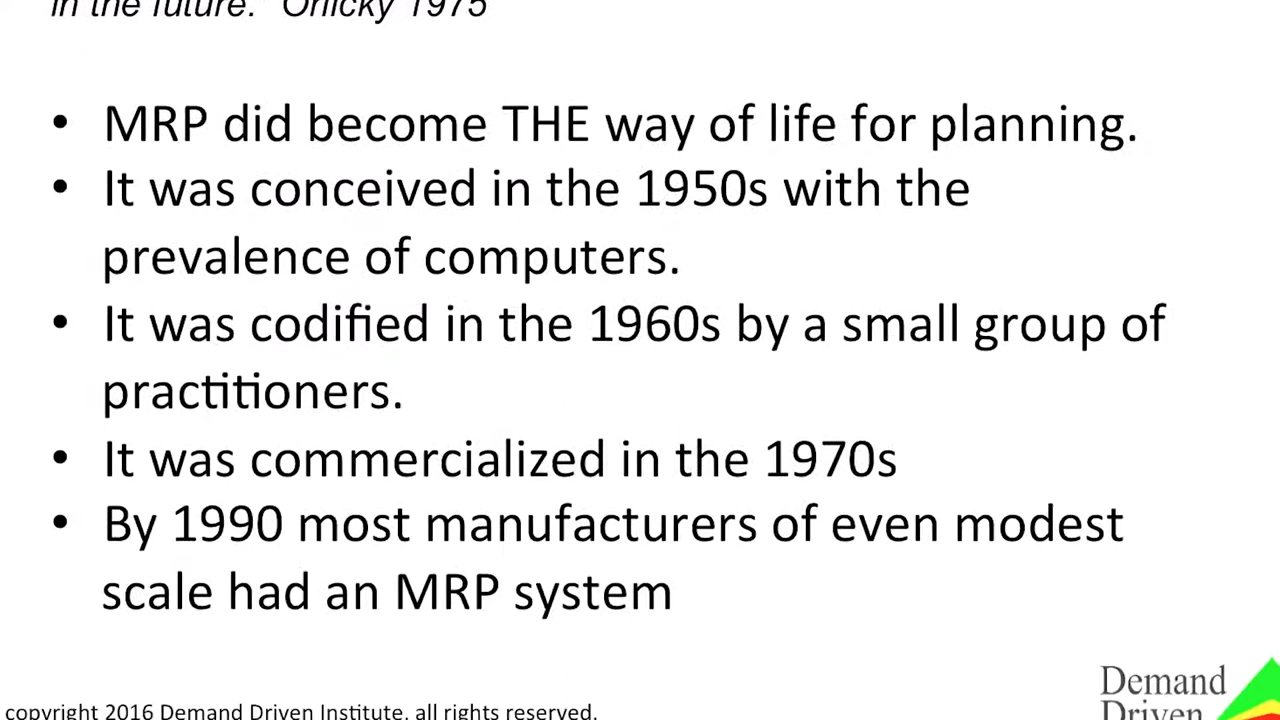 in the future." Orlicky 1975
• MRP did become THE way of life for planning.
• It was conceived in the 1950s with the
prevalence of computers.
• It was codified in the 1960s by a small group of
practitioners.
• It was commercialized in the 1970s
• By 1990 most manufacturers of even modest
scale had an MRP system
Demand
Driven
copyright 2016 Demand Driven Institute, all rights reserved.